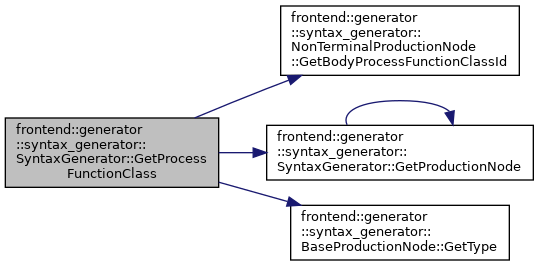 frontend::generator
::syntax_generator::
SyntaxGenerator::GetProcess
FunctionClass
frontend::generator
::syntax_generator::
NonTerminalProductionNode
::GetBodyProcessFunctionClassId
frontend::generator
::syntax_generator::
SyntaxGenerator::GetProductionNode
frontend::generator
::syntax_generator::
BaseProductionNode::GetType